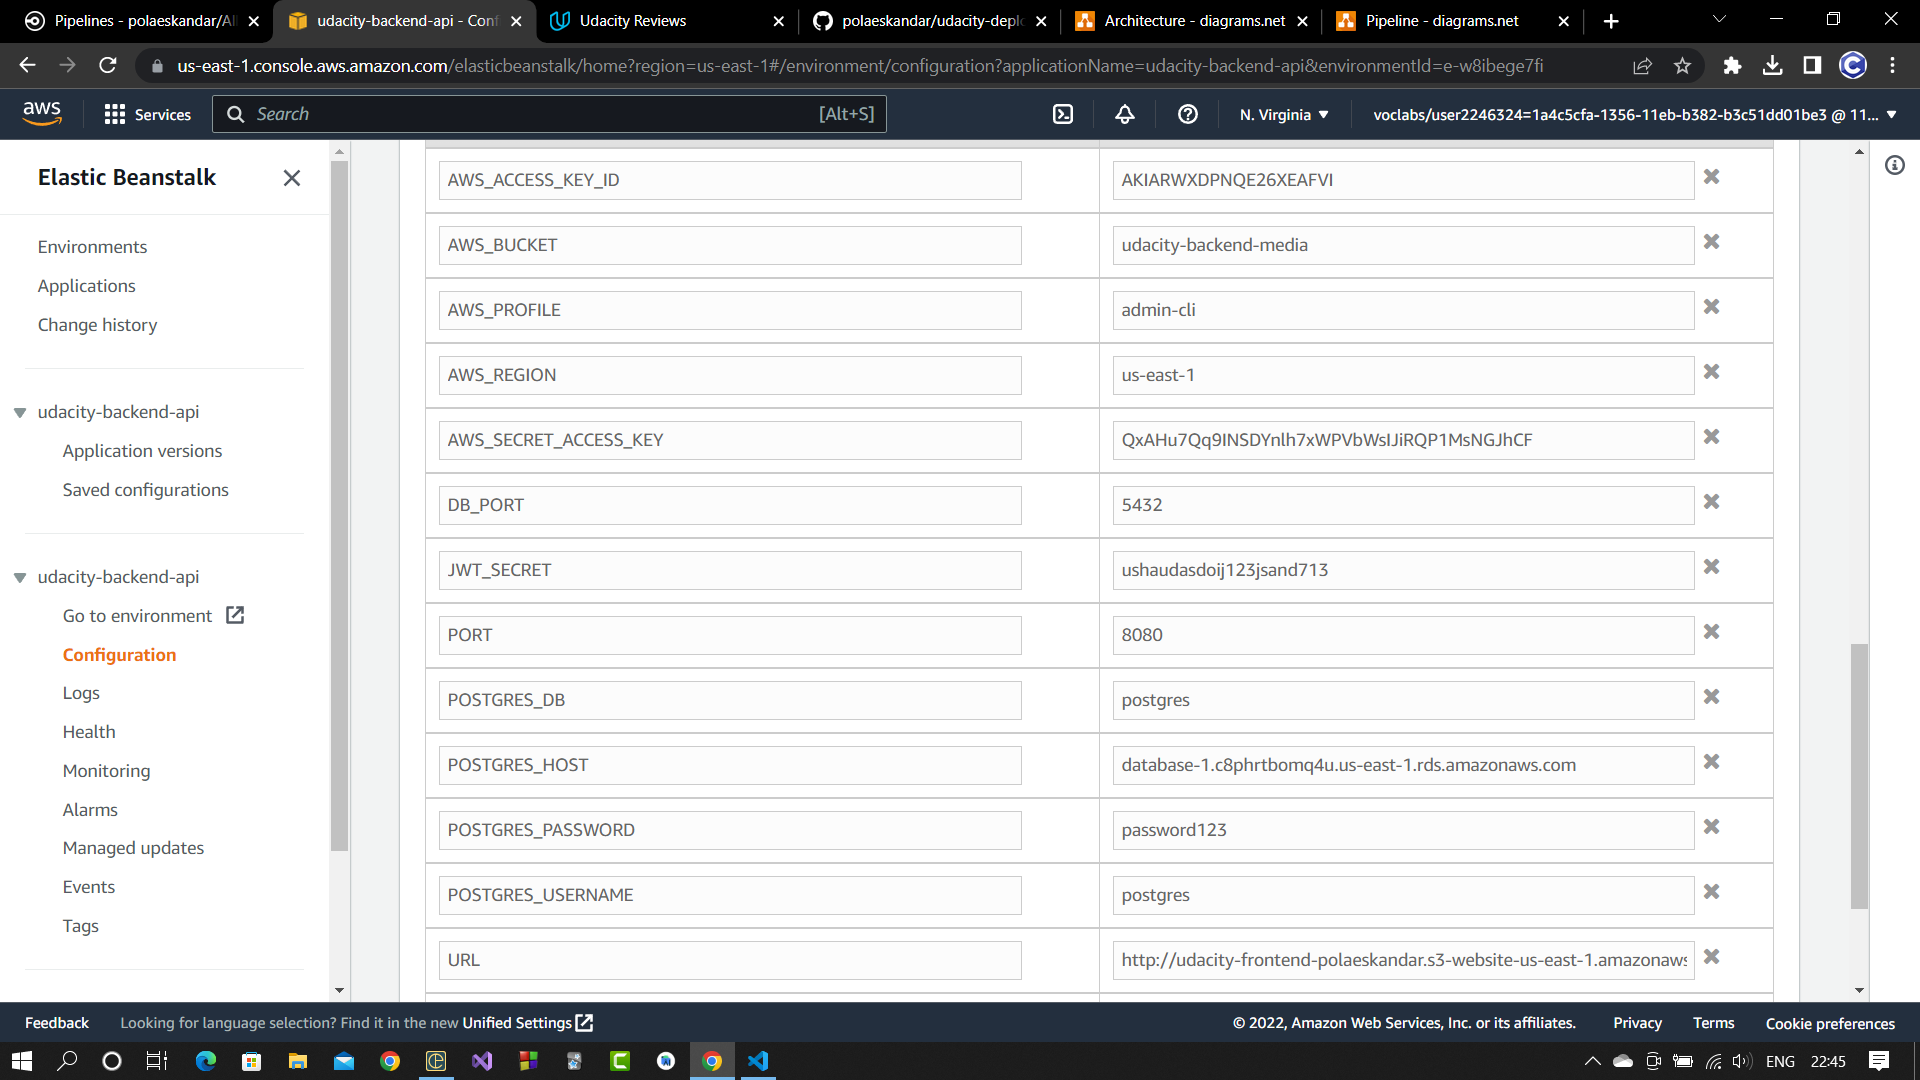 Pipelines - polaeskandar/Al
udacity-backend-api - Conf
Udacity Reviews
polaeskandar/udacity-deplo
Architecture - diagrams.net
Pipeline - diagrams.net
us-east-1.console.aws.amazon.com/elasticbeanstalk/home?region=us-east-1#/environment/configuration?applicationName=udacity-backend-api&environmentId=e-w8ibege7fi
aws
Services
Search
[Alt+S]
N. Virginia
voclabs/user2246324=1a4c5cfa-1356-11eb-b382-b3c51dd01be3 @ 11...
Elastic Beanstalk
Environments
Applications
Change history
udacity-backend-api
Application versions
Saved configurations
udacity-backend-api
Go to environment
Configuration
Logs
Health
Monitoring
Alarms
Managed updates
Events
Tags
AWS_ACCESS_KEY_ID
AKIARWXDPNQE26XEAFVI
AWS_BUCKET
udacity-backend-media
AWS_PROFILE
admin-cli
AWS_REGION
us-east-1
AWS_SECRET_ACCESS_KEY
QxAHu7Qq9INSDYnlh7xWPVbWsIJiRQP1MsNGJhCF
DB_PORT
5432
JWT_SECRET
ushaudasdoij123jsand713
PORT
8080
POSTGRES_DB
postgres
POSTGRES_HOST
database-1.c8phrtbomq4u.us-east-1.rds.amazonaws.com
POSTGRES_PASSWORD
password123
POSTGRES_USERNAME
postgres
URL
http://udacity-frontend-polaeskandar.s3-website-us-east-1.amazonaws
Feedback
Looking for language selection? Find it in the new Unified Settings
© 2022, Amazon Web Services, Inc. or its affiliates.
Privacy
Terms
Cookie preferences
ENG
22:45